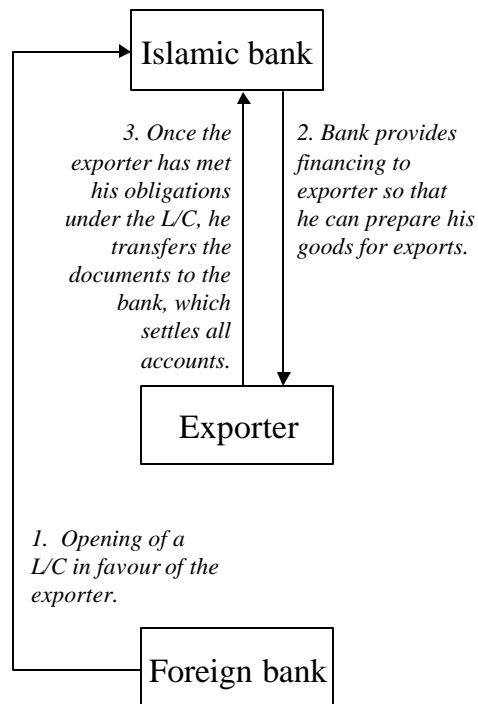 Islamic bank
3. Once the
exporter has met
his obligations
under the L/C, he
transfers the
documents to the
bank, which
settles all
accounts.
2. Bank provides
financing to
exporter so that
he can prepare his
goods for exports.
Exporter
1. Opening of a
L/C in favour of the
exporter.
Foreign bank